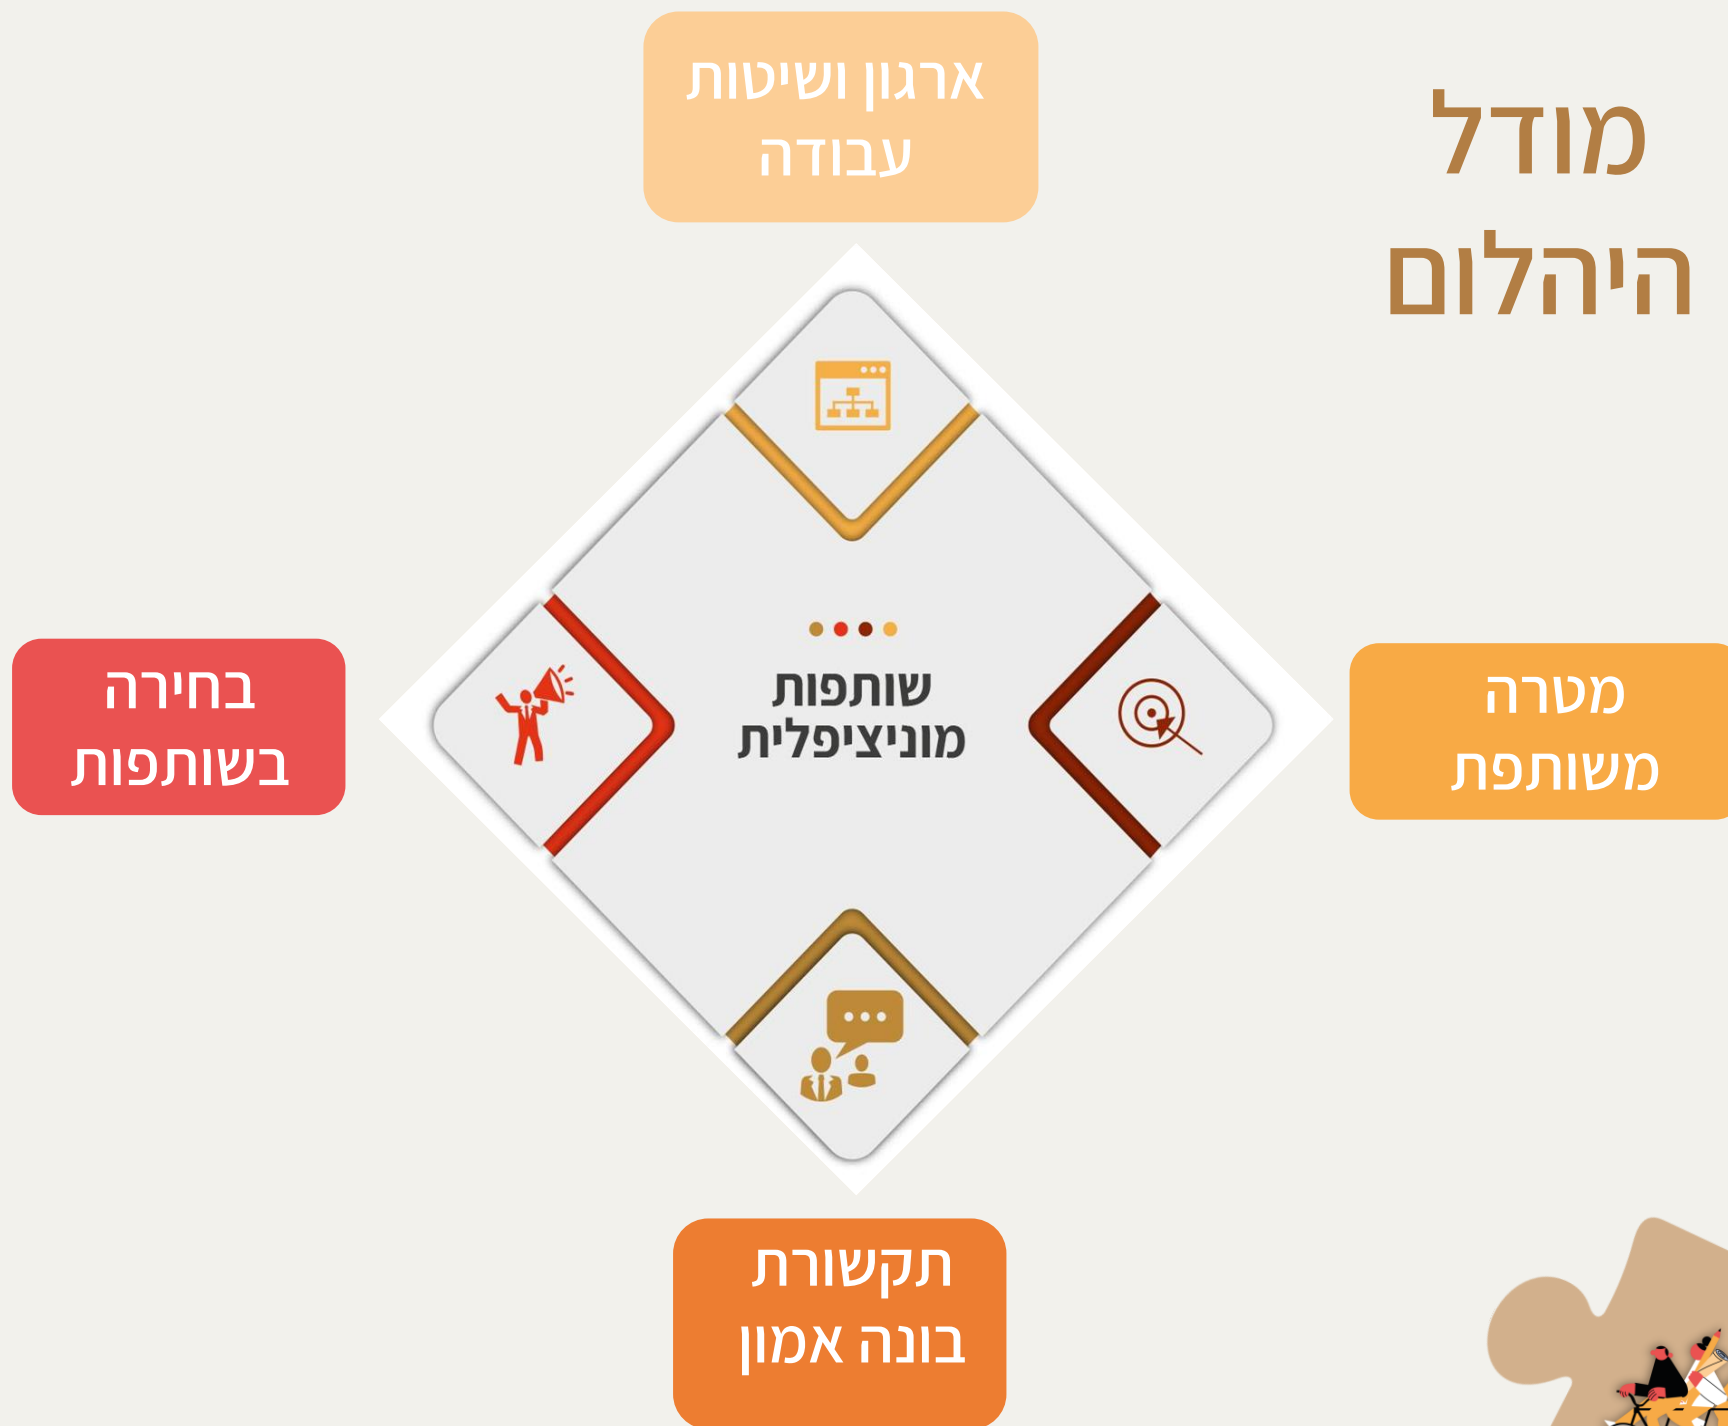 מודל
היהלום
ארגון ושיטות
עבודה
מטרה
משותפת
שותפות
מוניציפלית
בחירה
בשותפות
תקשורת
בונה אמון